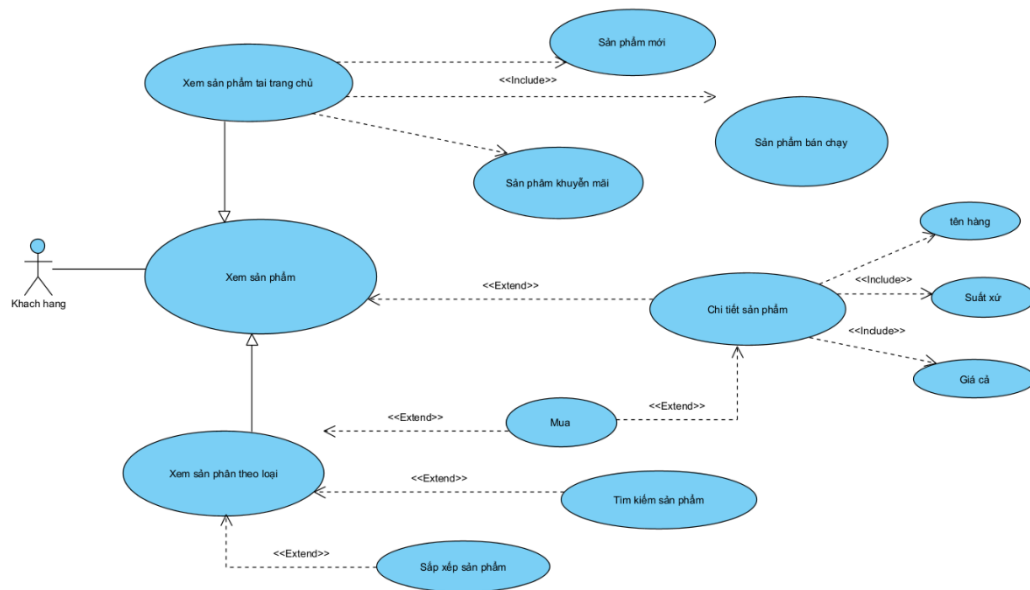 Sản phẩm mới
Xem sản phẩm tai trang chủ
<<Include>>
Sản phẩm bán chạy
Sản phâm khuyễn mãi
tên hàng
Khach hang
Xem sản phẩm
<<Extend>>
Chi tiết sản phẩm
<<Include>>
Suất xứ
<<Include>>
Giá cả
<<Extend>>
Mua
<<Extend>>
Xem sản phân theo loại
<<Extend>>
Tìm kiếm sản phẩm
<<Extend>>
Sắp xếp sản phẩm